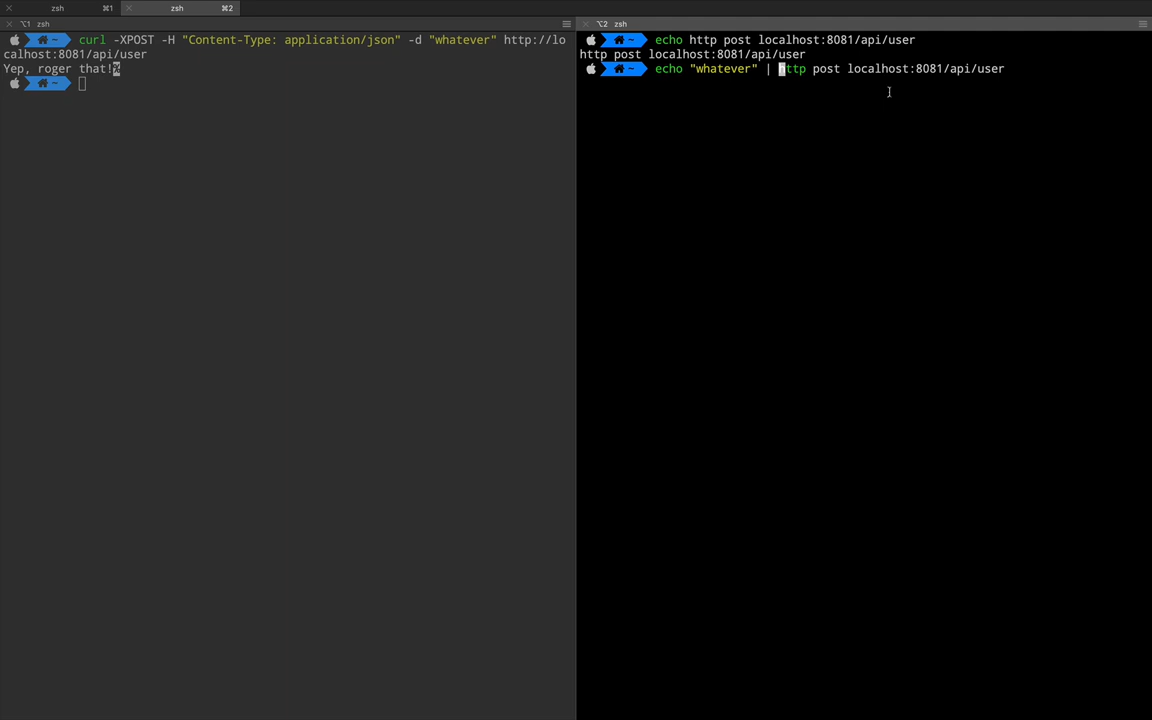 zsh ⌘1 zsh ⌘2
⌥1 zsh
curl -XPOST -H "Content-Type: application/json" -d "whatever" http://lo
calhost:8081/api/user
Yep, roger that!%
~
⌥2 zsh
~ echo http post localhost:8081/api/user
http post localhost:8081/api/user
~ echo "whatever" | http post localhost:8081/api/user